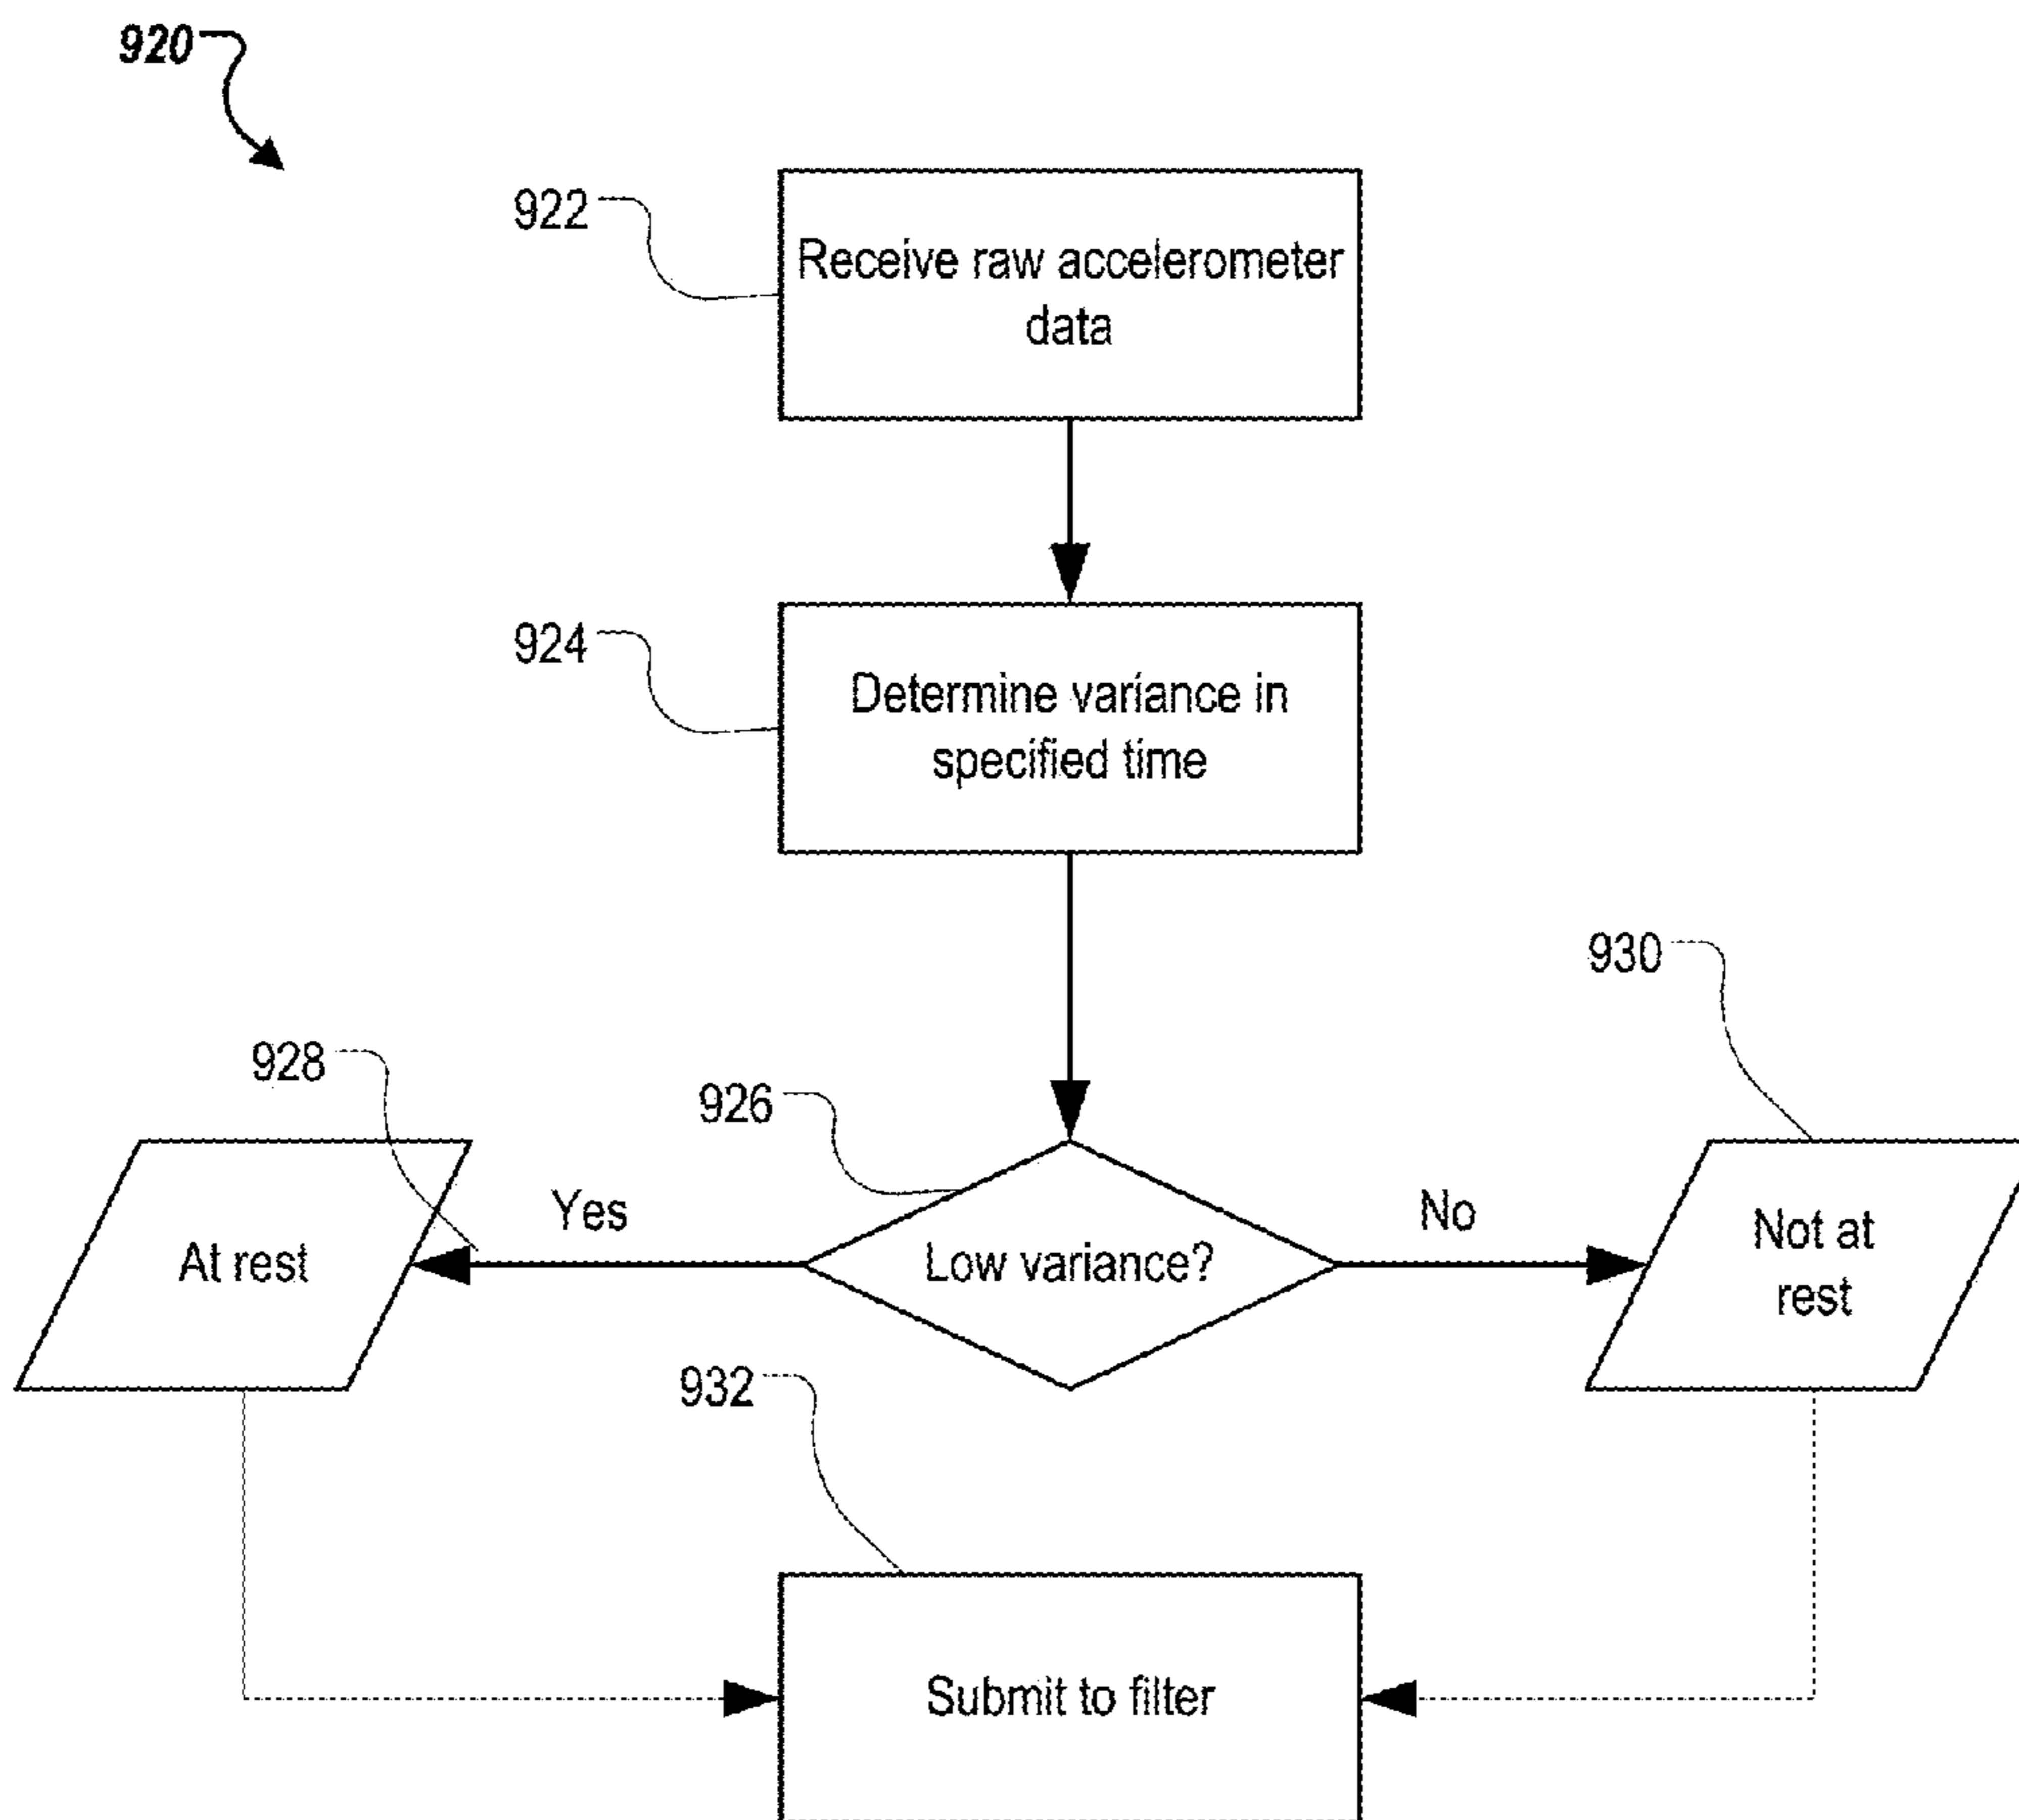 920
922
Receive raw accelerometer
data
924
Determine variance in
specified time
930
928
926
Yes
No
At rest
Low variance?
Not at
rest
932
Submit to filter